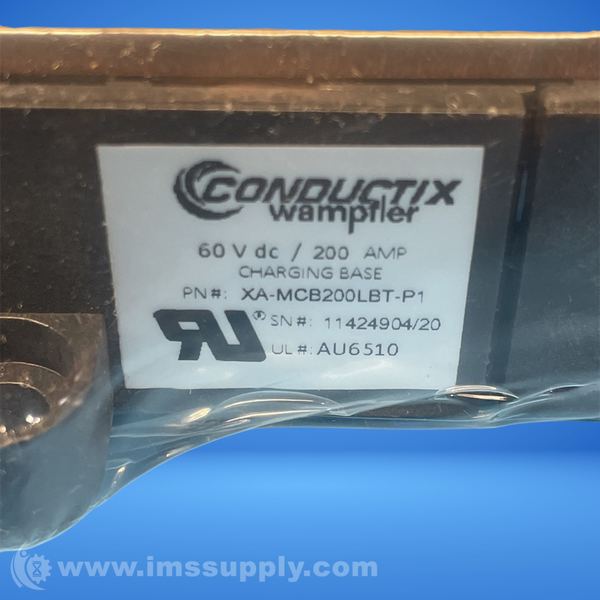 CONDUCTIX
wampfler
60 V dc / 200 AMP
CHARGING BASE
PN#: XA-MCB200LBT-P1
RU ® SN#: 11424904/20
UL#: AU6510
www.imssupply.com